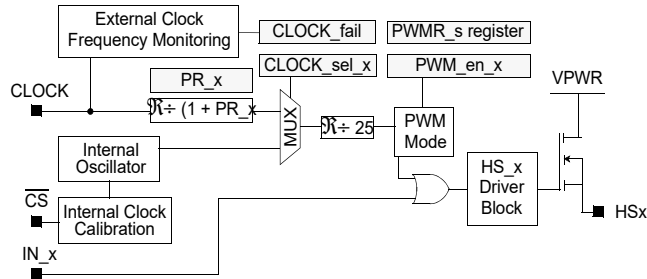 External Clock
Frequency Monitoring
CLOCK_fail
PWMR_s register
CLOCK_sel_x
PWM_en_x
PR_x
VPWR
CLOCK
ℜ÷ (1 + PR_x
MUX
ℜ÷ 25
PWM
Mode
Internal
Oscillator
HS_x
Driver
Block
CS
Internal Clock
Calibration
HSx
IN_x